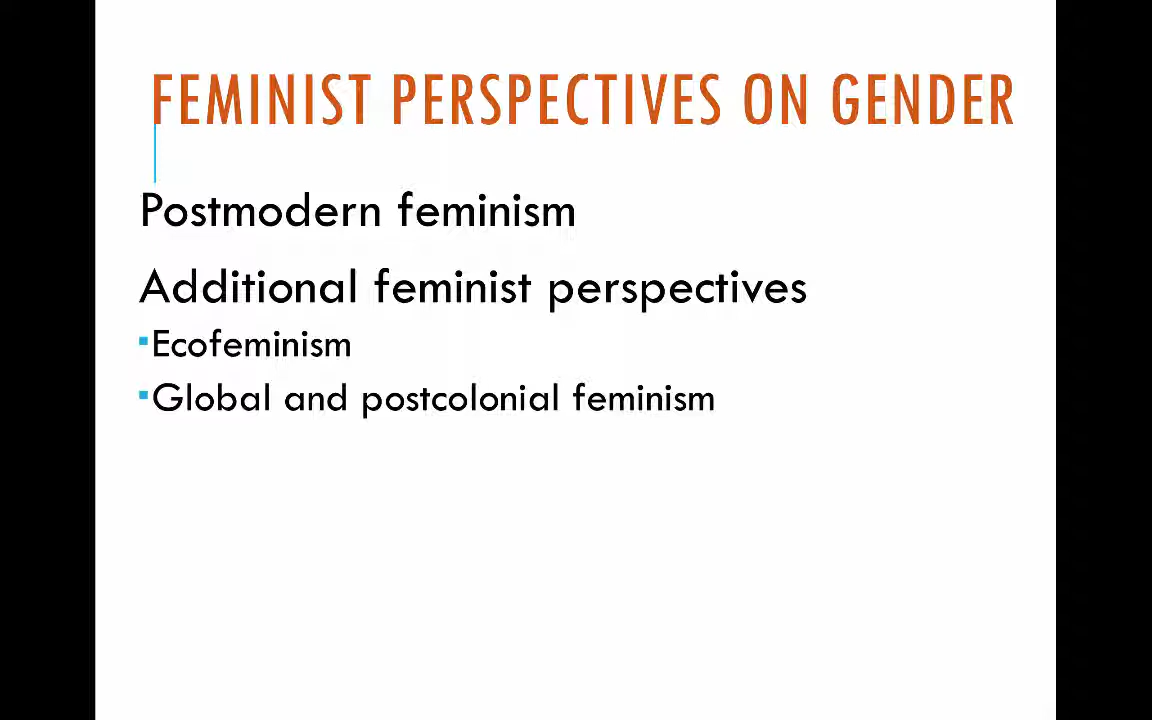 FEMINIST PERSPECTIVES ON GENDER
Postmodern feminism
Additional feminist perspectives
▪Ecofeminism
▪Global and postcolonial feminism